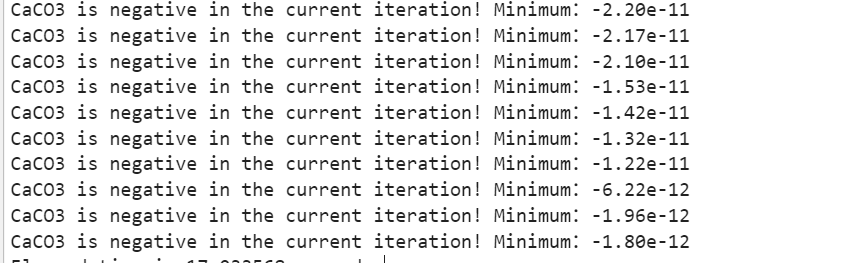 CaCO3 is negative in the current iteration! Minimum: -2.20e-11
CaCO3 is negative in the current iteration! Minimum: -2.17e-11
CaCO3 is negative in the current iteration! Minimum: -2.10e-11
CaCO3 is negative in the current iteration! Minimum: -1.53e-11
CaCO3 is negative in the current iteration! Minimum: -1.42e-11
CaCO3 is negative in the current iteration! Minimum: -1.32e-11
CaCO3 is negative in the current iteration! Minimum: -1.22e-11
CaCO3 is negative in the current iteration! Minimum: -6.22e-12
CaCO3 is negative in the current iteration! Minimum: -1.96e-12
CaCO3 is negative in the current iteration! Minimum: -1.80e-12